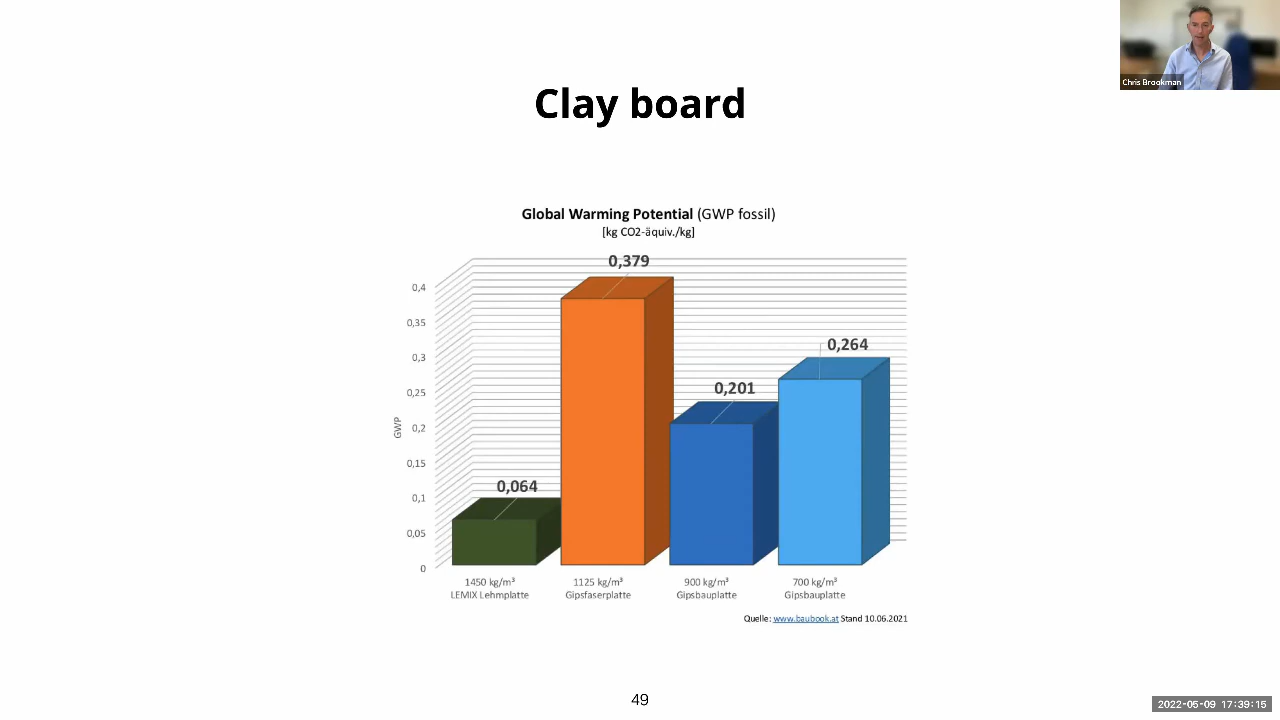 Chris Brookman
Clay board
Global Warming Potential (GWP fossil)
[kg CO2-äquiv./kg]
0,379
0,4
0,35
0,264
0,3
0,201
0,25
GWP
0,2
0,15
0,064
0,1
0,05
0
1450 kg/m³
LEMIX Lehmplatte
1125 kg/m³
Gipsfaserplatte
900 kg/m³
Gipsbauplatte
700 kg/m³
Gipsbauplatte
Quelle: www.baubook.at Stand 10.06.2021
49
2022-05-09 17:39:15